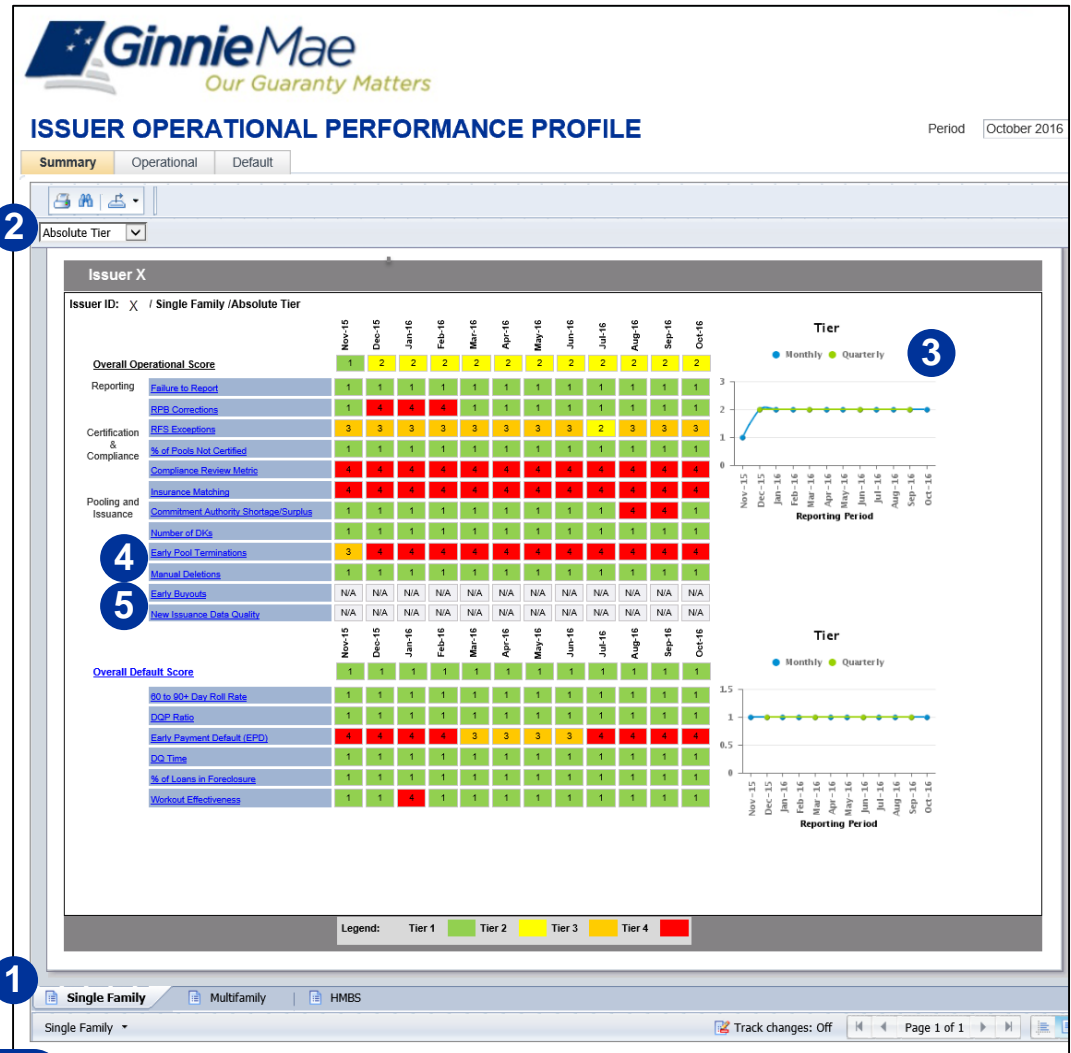 GinnieMae
Our Guaranty Matters
ISSUER OPERATIONAL PERFORMANCE PROFILE
Period October 2016
Summary Operational Default
2
Absolute Tier
Issuer X
Issuer ID: X / Single Family /Absolute Tier
Nov-15 Dec-15 Jan-16 Feb-16 Mar-16 Apr-16 May-16 Jun-16 Jul-16 Aug-16 Sep-16 Oct-16
Overall Operational Score 1 2 2 2 2 2 2 2 2 2 2 2
Reporting Failure to Report 1 1 1 1 1 1 1 1 1 1 1 1
RPB Corrections 1 4 4 4 1 1 1 1 1 1 1 1
Certification & Compliance
RFS Exceptions 3 3 3 3 3 3 3 3 2 3 3 3
% of Pools Not Certified 1 1 1 1 1 1 1 1 1 1 1 1
Compliance Review Metric 4 4 4 4 4 4 4 4 4 4 4 4
Pooling and Issuance
Insurance Matching 4 4 4 4 4 4 4 4 4 4 4 4
Commitment Authority Shortage/Surplus 1 1 1 1 1 1 1 1 1 4 4 1
Number of DKs 1 1 1 1 1 1 1 1 1 1 1 1
4
Early Pool Terminations 3 4 4 4 4 4 4 4 4 4 4 4
Manual Deletions 1 1 1 1 1 1 1 1 1 1 1 1
5
Early Buyouts N/A N/A N/A N/A N/A N/A N/A N/A N/A N/A N/A N/A
New Issuance Data Quality N/A N/A N/A N/A N/A N/A N/A N/A N/A N/A N/A N/A
Tier
Monthly Quarterly
3
3
2
1
0
Nov-15 Dec-15 Jan-16 Feb-16 Mar-16 Apr-16 May-16 Jun-16 Jul-16 Aug-16 Sep-16 Oct-16
Reporting Period
Nov-15 Dec-15 Jan-16 Feb-16 Mar-16 Apr-16 May-16 Jun-16 Jul-16 Aug-16 Sep-16 Oct-16
Overall Default Score 1 1 1 1 1 1 1 1 1 1 1 1
60 to 90+ Day Roll Rate 1 1 1 1 1 1 1 1 1 1 1 1
DQP Ratio 1 1 1 1 1 1 1 1 1 1 1 1
Early Payment Default (EPD) 4 4 4 4 3 3 3 3 4 4 4 4
DQ Time 1 1 1 1 1 1 1 1 1 1 1 1
% of Loans in Foreclosure 1 1 1 1 1 1 1 1 1 1 1 1
Workout Effectiveness 1 1 4 1 1 1 1 1 1 1 1 1
Tier
Monthly Quarterly
1.5
1
0.5
0
Nov-15 Dec-15 Jan-16 Feb-16 Mar-16 Apr-16 May-16 Jun-16 Jul-16 Aug-16 Sep-16 Oct-16
Reporting Period
Legend: Tier 1 Tier 2 Tier 3 Tier 4
1
Single Family Multifamily | HMBS
Single Family Track changes: Off Page 1 of 1